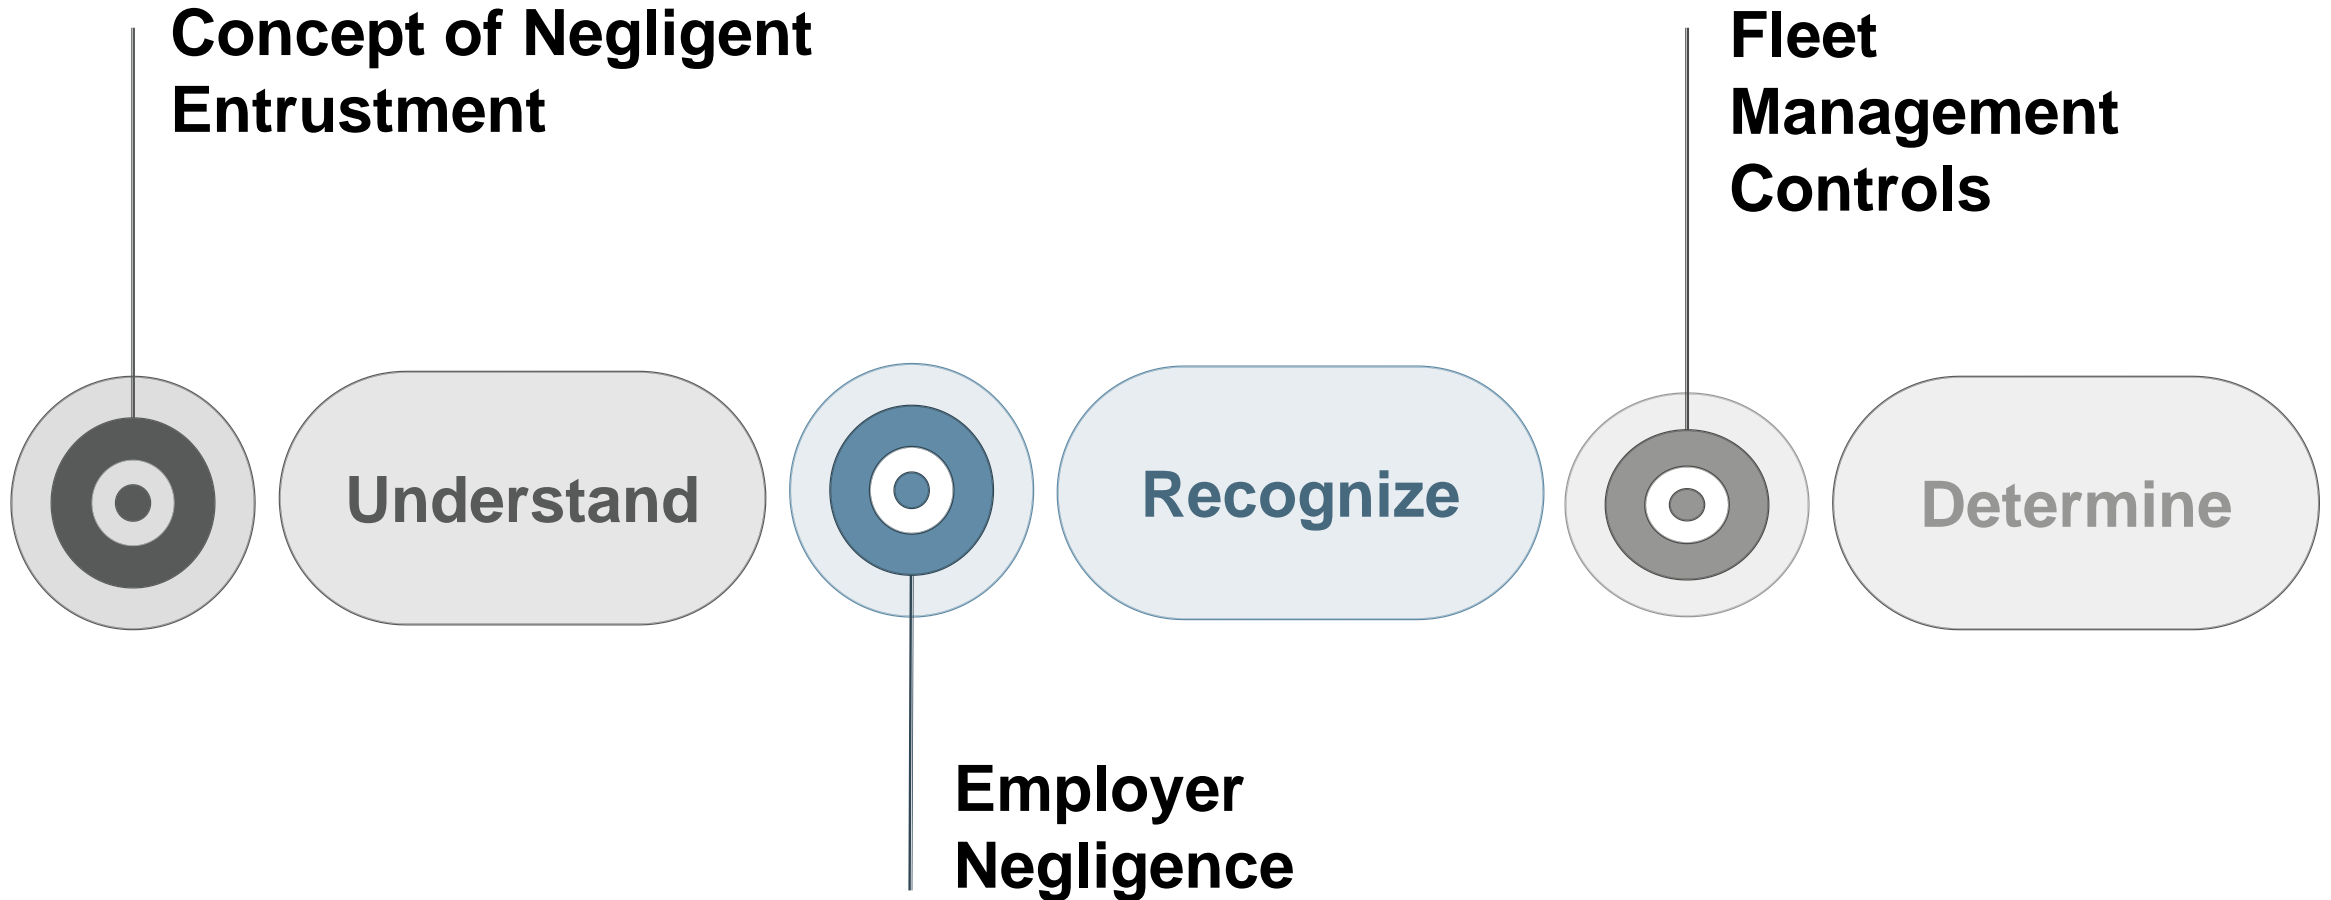 Concept of Negligent
Entrustment
Understand
Recognize
Employer
Negligence
Fleet
Management
Controls
Determine